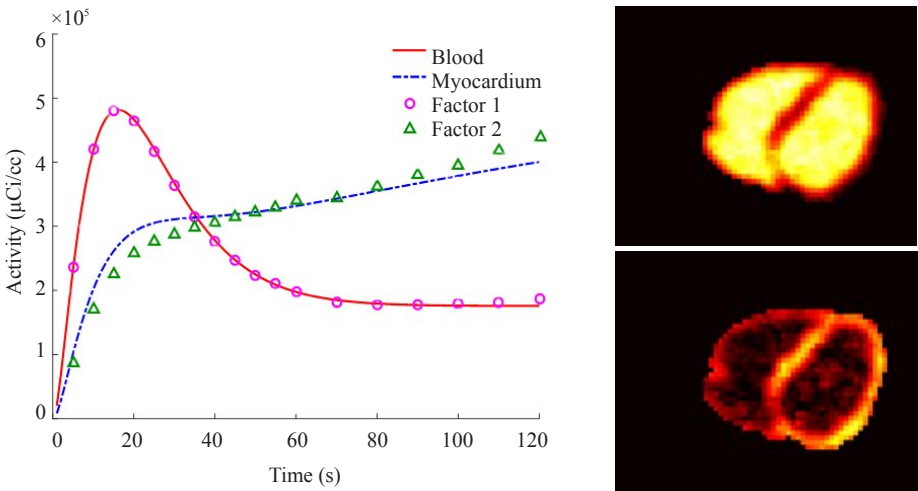 ×10⁵
6
5
4
3
2
1
0
Activity (μCi/cc)
Blood
Myocardium
Factor 1
Factor 2
0 20 40 60 80 100 120
Time (s)